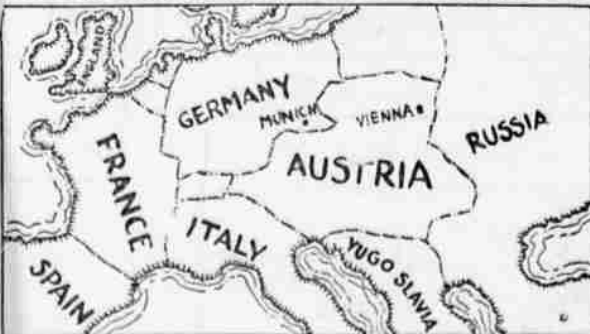 ENGLAND
GERMANY
MUNICH
VIENNA
RUSSIA
FRANCE
AUSTRIA
ITALY
YUGO SLAVIA
SPAIN